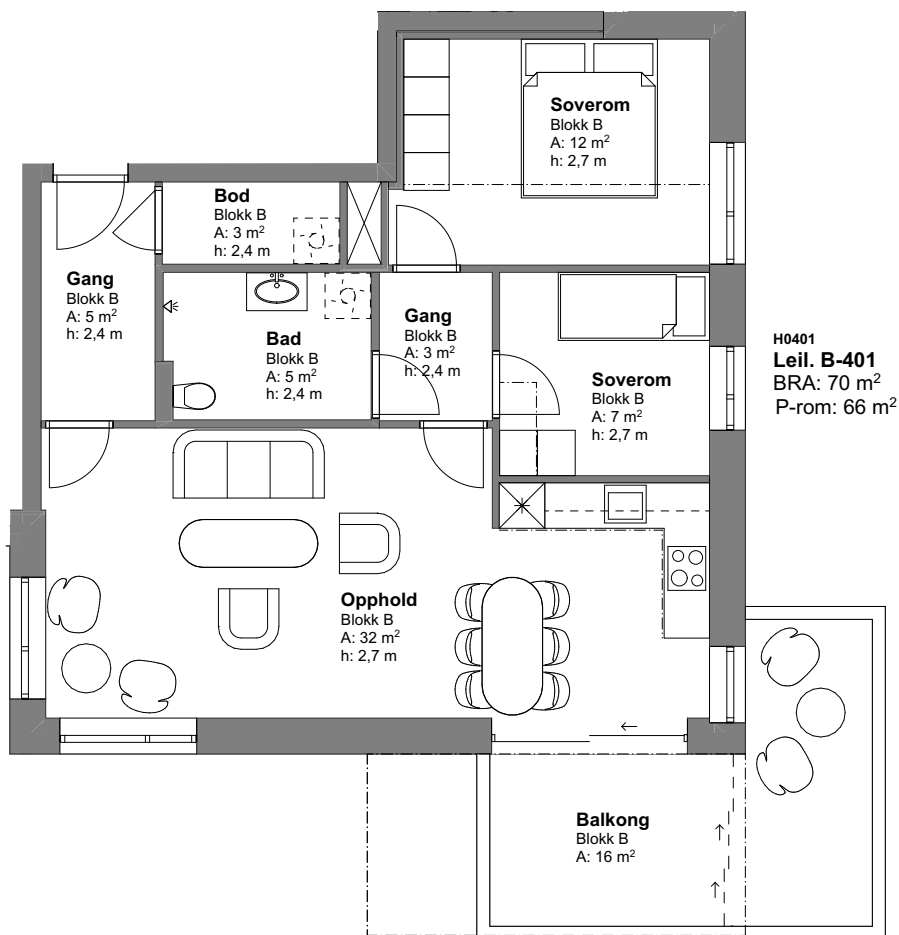 Soverom
Blokk B
A: 12 m²
h: 2,7 m
Bod
Blokk B
A: 3 m²
h: 2,4 m
Gang
Blokk B
A: 5 m²
h: 2,4 m
Bad
Blokk B
A: 5 m²
h: 2,4 m
Gang
Blokk B
A: 3 m²
h: 2,4 m
Soverom
Blokk B
A: 7 m²
h: 2,7 m
H0401
Leil. B-401
BRA: 70 m²
P-rom: 66 m²
Opphold
Blokk B
A: 32 m²
h: 2,7 m
Balkong
Blokk B
A: 16 m²